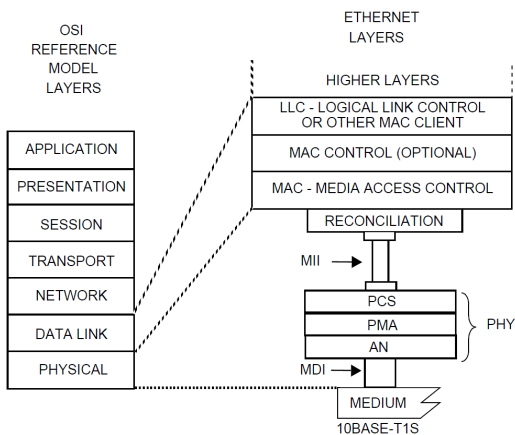 OSI
REFERENCE
MODEL
LAYERS
APPLICATION
PRESENTATION
SESSION
TRANSPORT
NETWORK
DATA LINK
PHYSICAL
ETHERNET
LAYERS
HIGHER LAYERS
LLC - LOGICAL LINK CONTROL
OR OTHER MAC CLIENT
MAC CONTROL (OPTIONAL)
MAC - MEDIA ACCESS CONTROL
RECONCILIATION
MII
PCS
PMA
AN
PHY
MDI
MEDIUM
10BASE-T1S